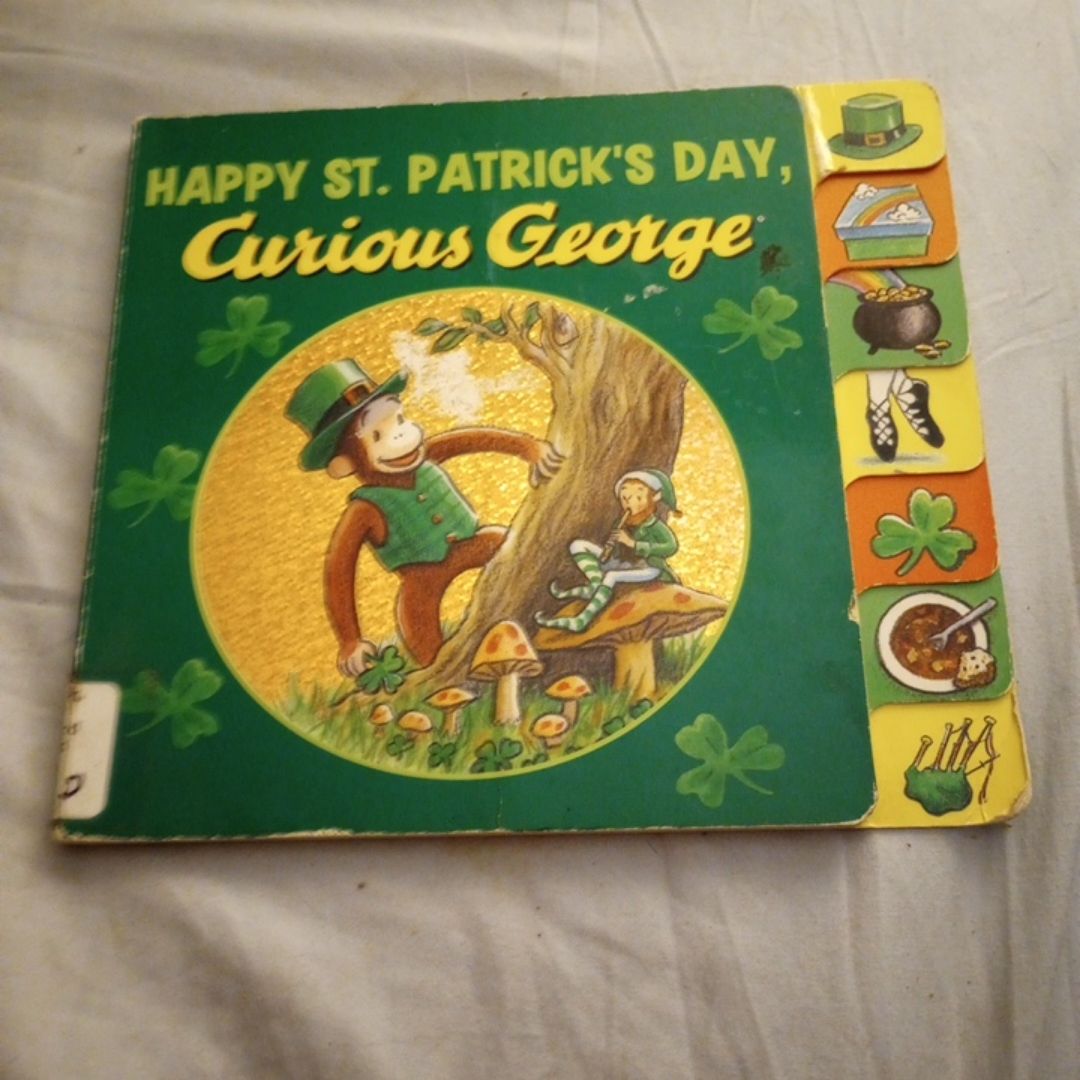 HAPPY ST. PATRICK'S DAY,
Curious George